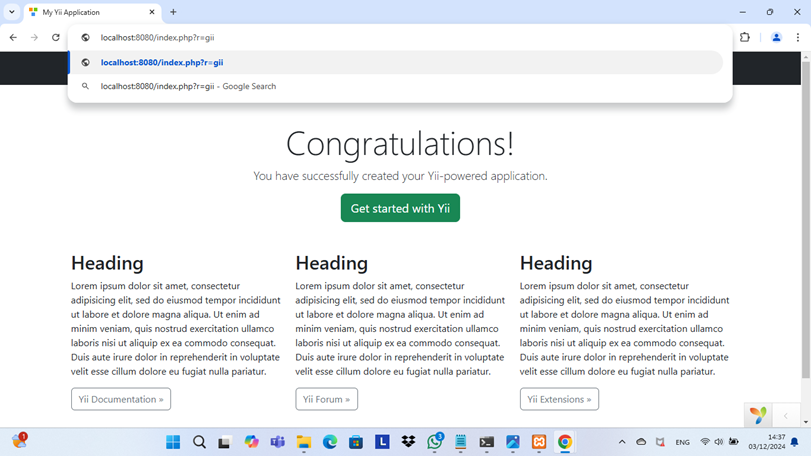 My Yii Application
localhost:8080/index.php?r=gii
localhost:8080/index.php?r=gii
localhost:8080/index.php?r=gii - Google Search
Congratulations!
You have successfully created your Yii-powered application.
Get started with Yii
Heading
Lorem ipsum dolor sit amet, consectetur
adipisicing elit, sed do eiusmod tempor incididunt
ut labore et dolore magna aliqua. Ut enim ad
minim veniam, quis nostrud exercitation ullamco
laboris nisi ut aliquip ex ea commodo consequat.
Duis aute irure dolor in reprehenderit in voluptate
velit esse cillum dolore eu fugiat nulla pariatur.
Yii Documentation »
Heading
Lorem ipsum dolor sit amet, consectetur
adipisicing elit, sed do eiusmod tempor incididunt
ut labore et dolore magna aliqua. Ut enim ad
minim veniam, quis nostrud exercitation ullamco
laboris nisi ut aliquip ex ea commodo consequat.
Duis aute irure dolor in reprehenderit in voluptate
velit esse cillum dolore eu fugiat nulla pariatur.
Yii Forum »
Heading
Lorem ipsum dolor sit amet, consectetur
adipisicing elit, sed do eiusmod tempor incididunt
ut labore et dolore magna aliqua. Ut enim ad
minim veniam, quis nostrud exercitation ullamco
laboris nisi ut aliquip ex ea commodo consequat.
Duis aute irure dolor in reprehenderit in voluptate
velit esse cillum dolore eu fugiat nulla pariatur.
Yii Extensions »
1
L
3
ENG
14:37
03/12/2024